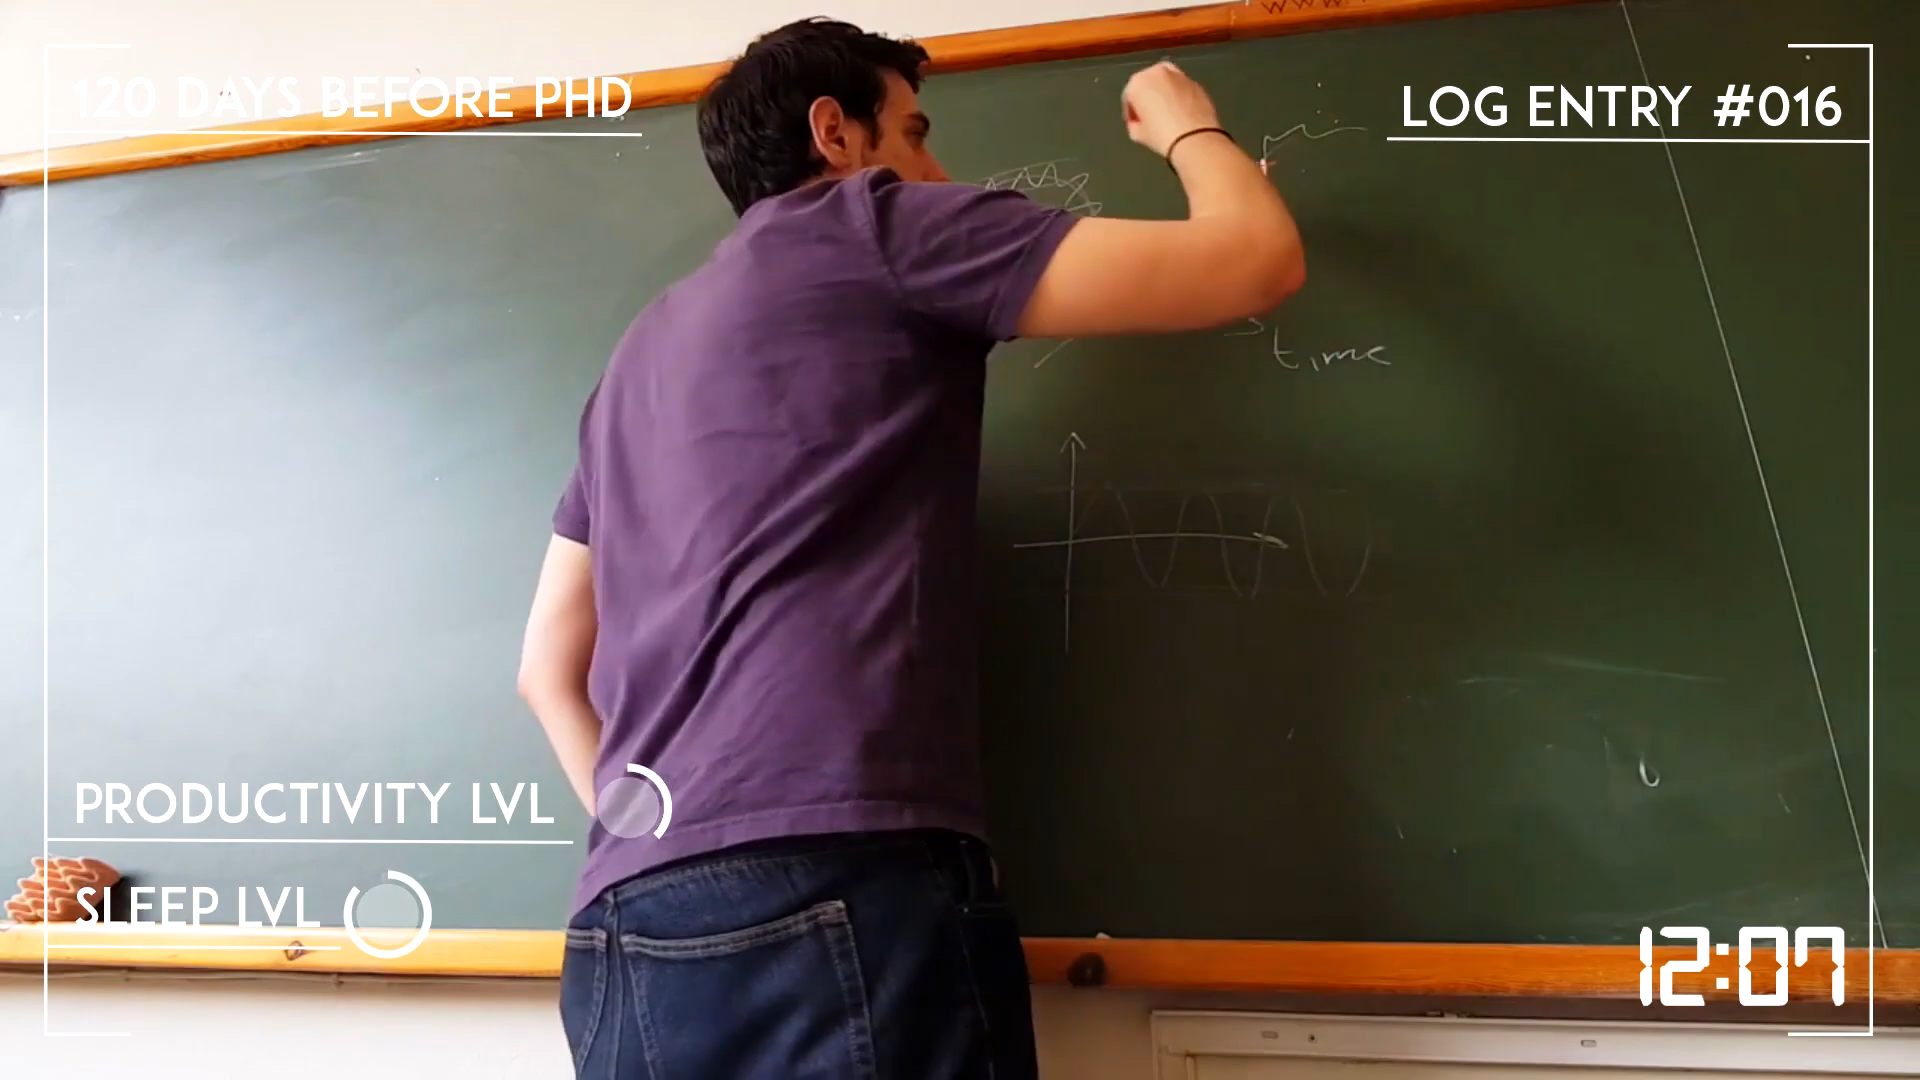 120 DAYS BEFORE PHD
LOG ENTRY #016
time
PRODUCTIVITY LVL
SLEEP LVL
12:07